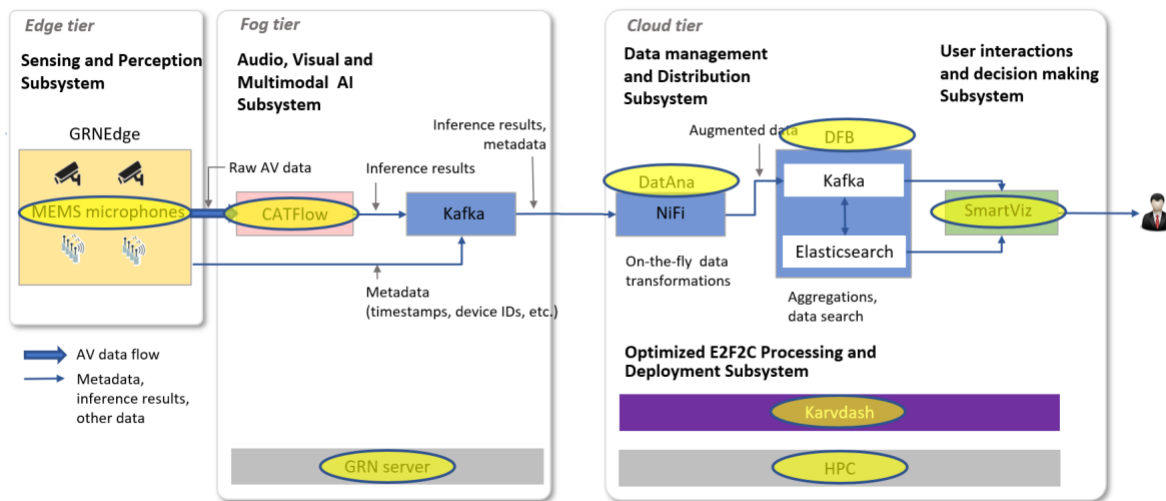 Edge tier
Sensing and Perception
Subsystem
GRNEdge
MEMS microphones
AV data flow
Metadata,
inference results,
other data
Fog tier
Audio, Visual and
Multimodal AI
Subsystem
Raw AV data
CATFlow
Inference results
Kafka
Inference results,
metadata
Metadata
(timestamps, device IDs, etc.)
GRN server
Cloud tier
Data management
and Distribution
Subsystem
User interactions
and decision making
Subsystem
Augmented data
DFB
DatAna
NiFi
Kafka
Elasticsearch
SmartViz
On-the-fly data
transformations
Aggregations,
data search
Optimized E2F2C Processing and
Deployment Subsystem
Karvdash
HPC